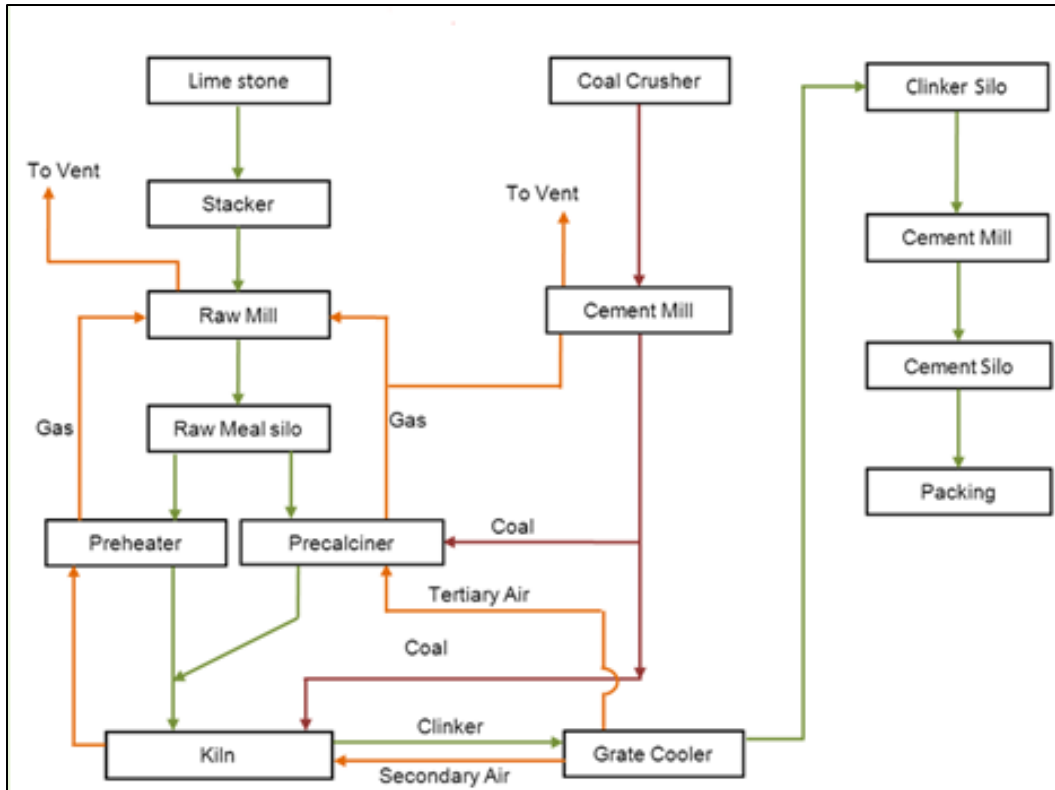 Lime stone
Coal Crusher
Clinker Silo
To Vent
Stacker
To Vent
Cement Mill
Raw Mill
Cement Mill
Cement Silo
Gas
Raw Meal silo
Gas
Packing
Preheater
Precalciner
Coal
Tertiary Air
Coal
Clinker
Kiln
Grate Cooler
Secondary Air